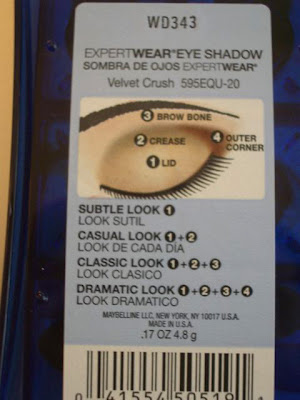 WD343
EXPERTWEAR® EYE SHADOW
SOMBRA DE OJOS EXPERTWEAR®
Velvet Crush 595EQU-20
3 BROW BONE
2 CREASE
4 OUTER
CORNER
1 LID
SUBTLE LOOK 1
LOOK SUTIL
CASUAL LOOK 1+2
LOOK DE CADA DÍA
CLASSIC LOOK 1+2+3
LOOK CLASICO
DRAMATIC LOOK 1+2+3+4
LOOK DRAMATICO
MAYBELLINE LLC, NEW YORK, NY 10017 U.S.A.
MADE IN U.S.A.
.17 OZ 4.8 g